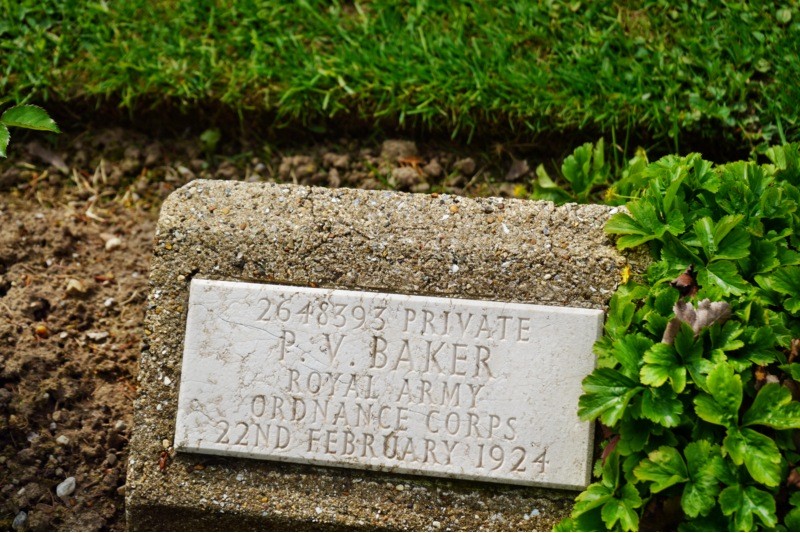 2648393 PRIVATE
P. V. BAKER
ROYAL ARMY
ORDNANCE CORPS
22ND FEBRUARY 1924